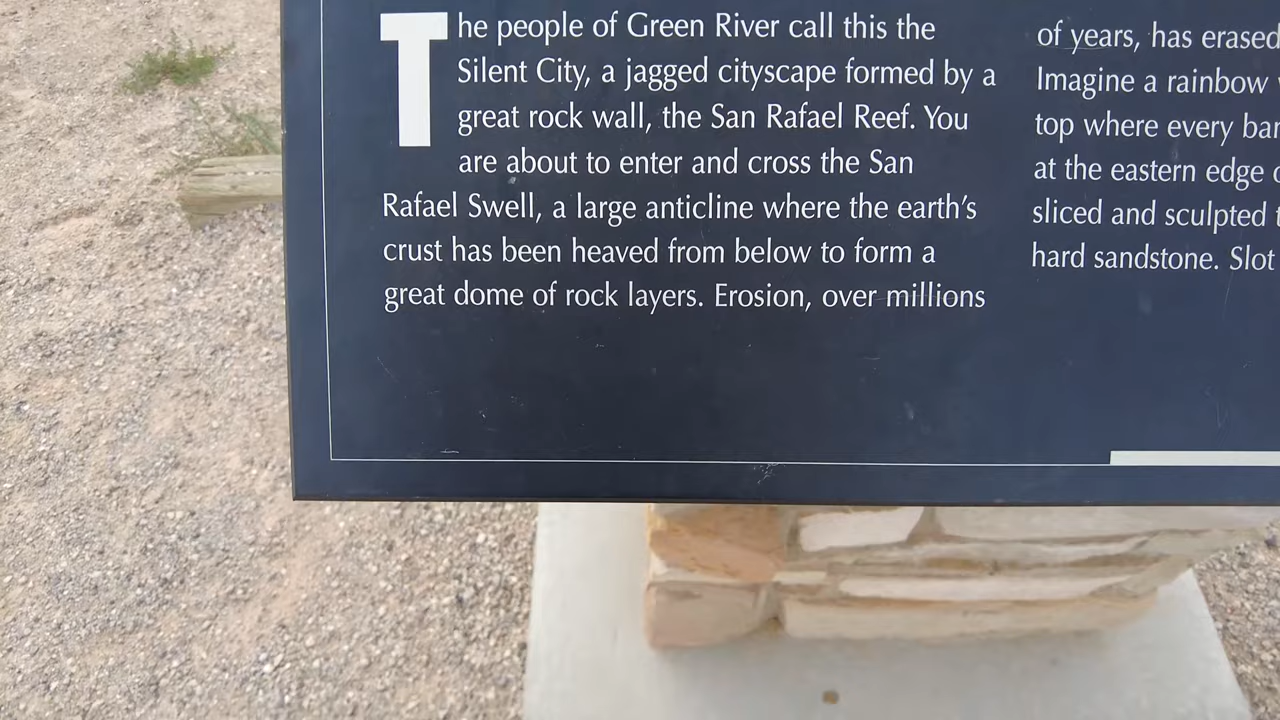 The people of Green River call this the
Silent City, a jagged cityscape formed by a
great rock wall, the San Rafael Reef. You
are about to enter and cross the San
Rafael Swell, a large anticline where the earth's
crust has been heaved from below to form a
great dome of rock layers. Erosion, over millions
of years, has erased
Imagine a rainbow
top where every
at the eastern edge
sliced and sculpted
hard sandstone. Slot